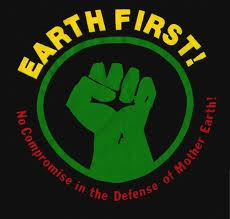 EARTH FIRST!
No Compromise in the Defense of Mother Earth!